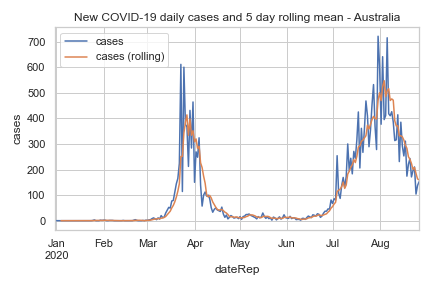 New COVID-19 daily cases and 5 day rolling mean - Australia
cases
cases (rolling)
700
600
500
400
300
200
100
0
cases
Jan Feb Mar Apr May Jun Jul Aug
2020
dateRep